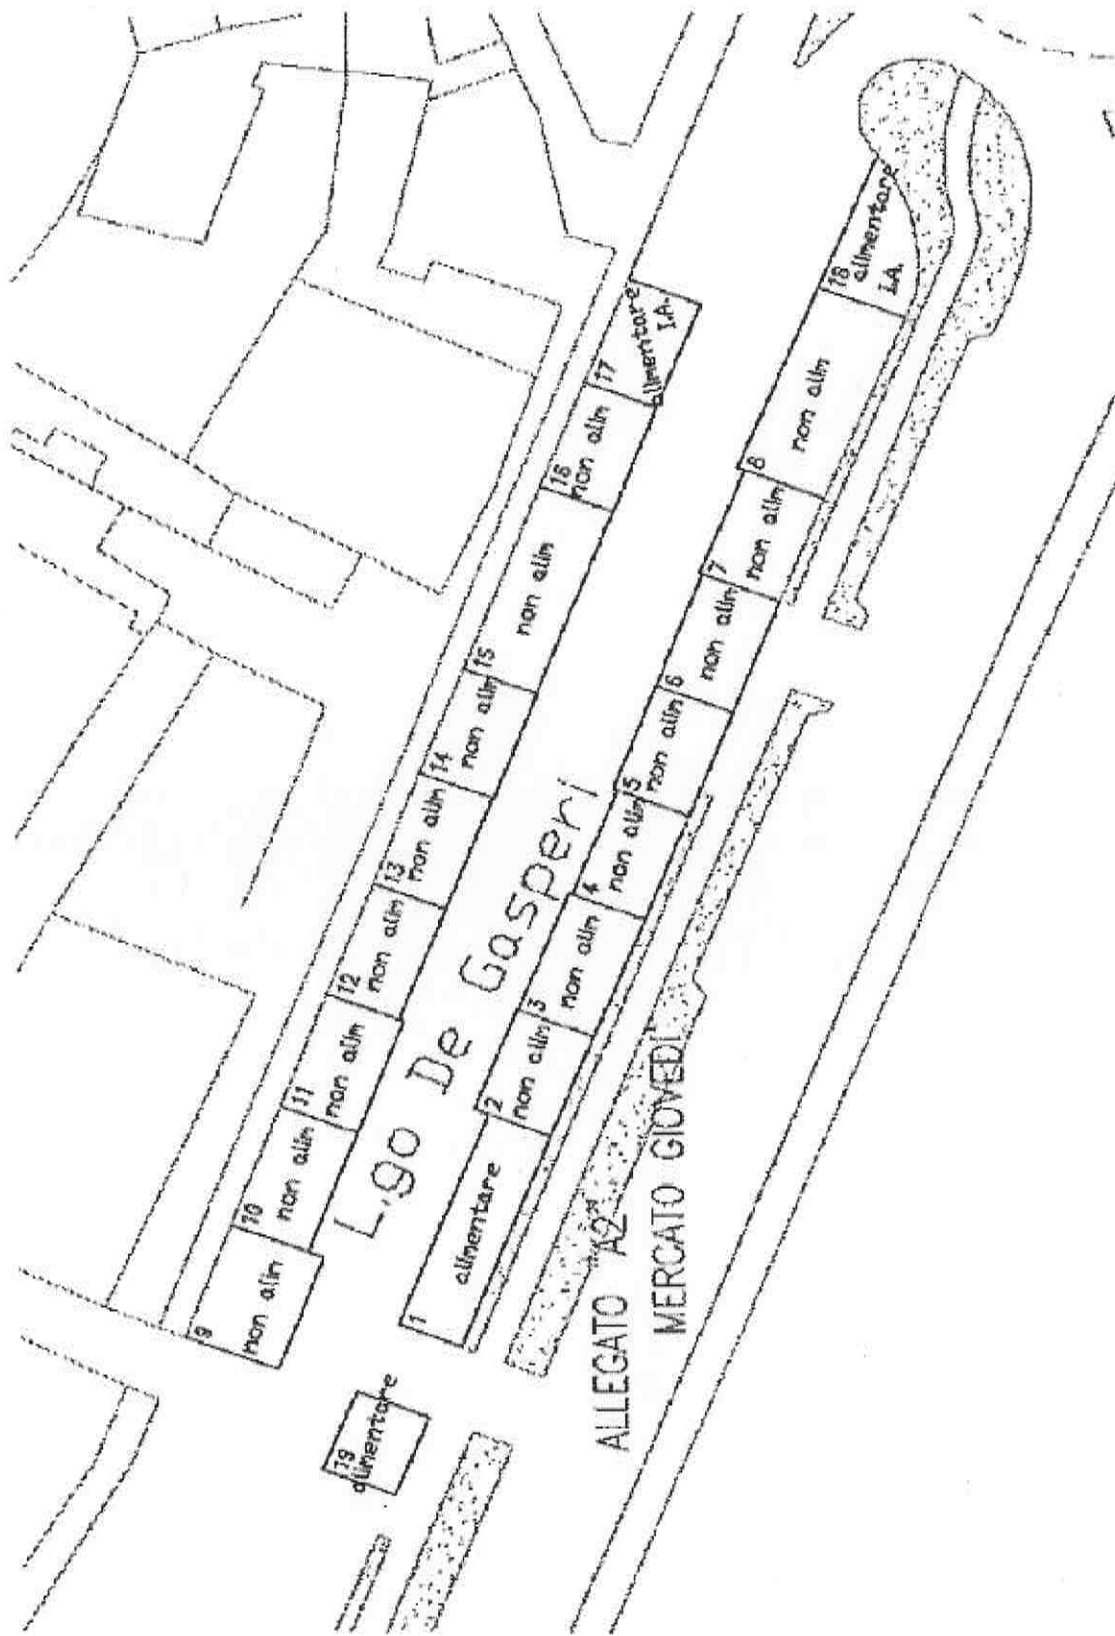 9
non alim
10
non alim
11
non alim
12
non alim
13
non alim
14
non alim
15
non alim
16
non alim
17
alimentare
I.A.
L.go De Gasperi
19
alimentare
1
alimentare
2
non alim
3
non alim
4
non alim
5
non alim
6
non alim
7
non alim
8
non alim
18
alimentare
I.A.
ALLEGATO "A2"
MERCATO GIOVEDI'